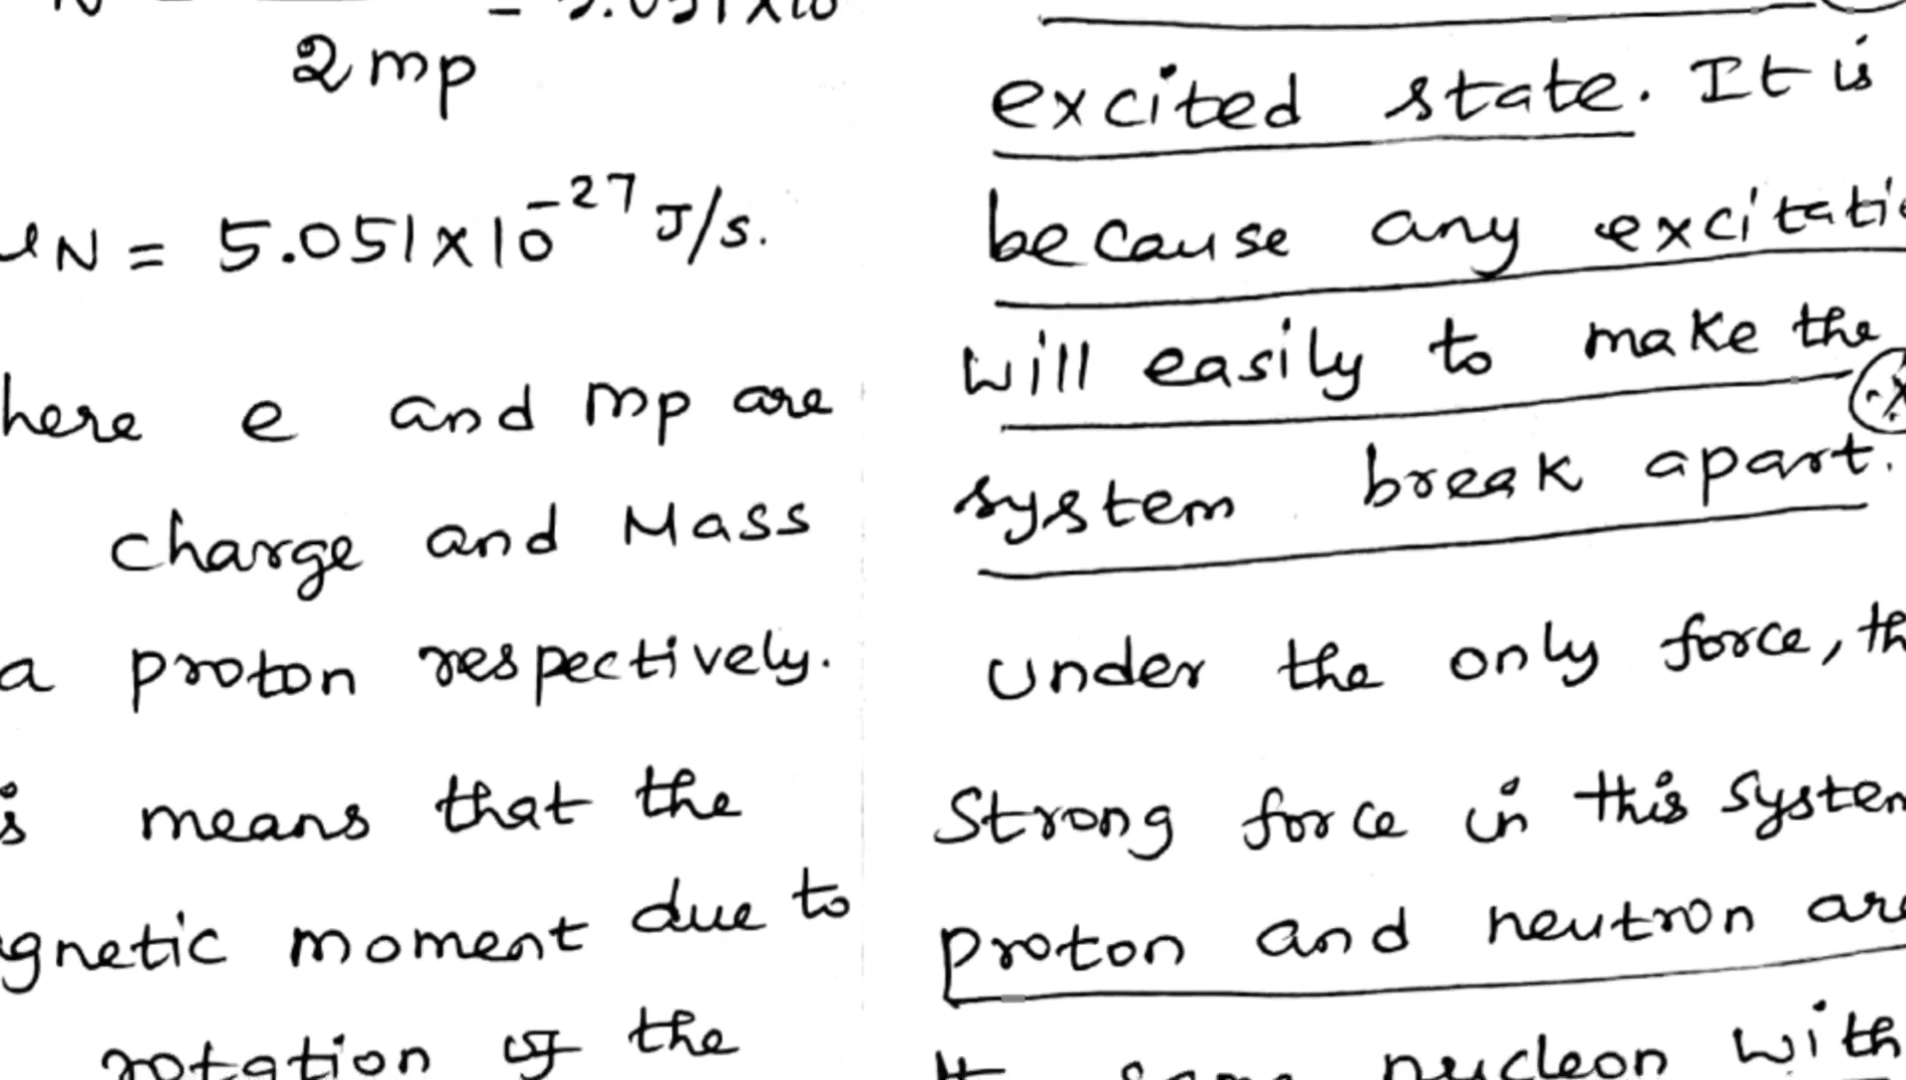 2mp
μN = 5.051×10⁻²⁷ J/s.
here e and mp are
charge and Mass
a proton respectively.
is means that the
gnetic moment due to
rotation of the
excited state. It is
because any excitatio
will easily to make the
system break apart.
under the only force, th
Strong force in this system
proton and neutron are
nucleon with